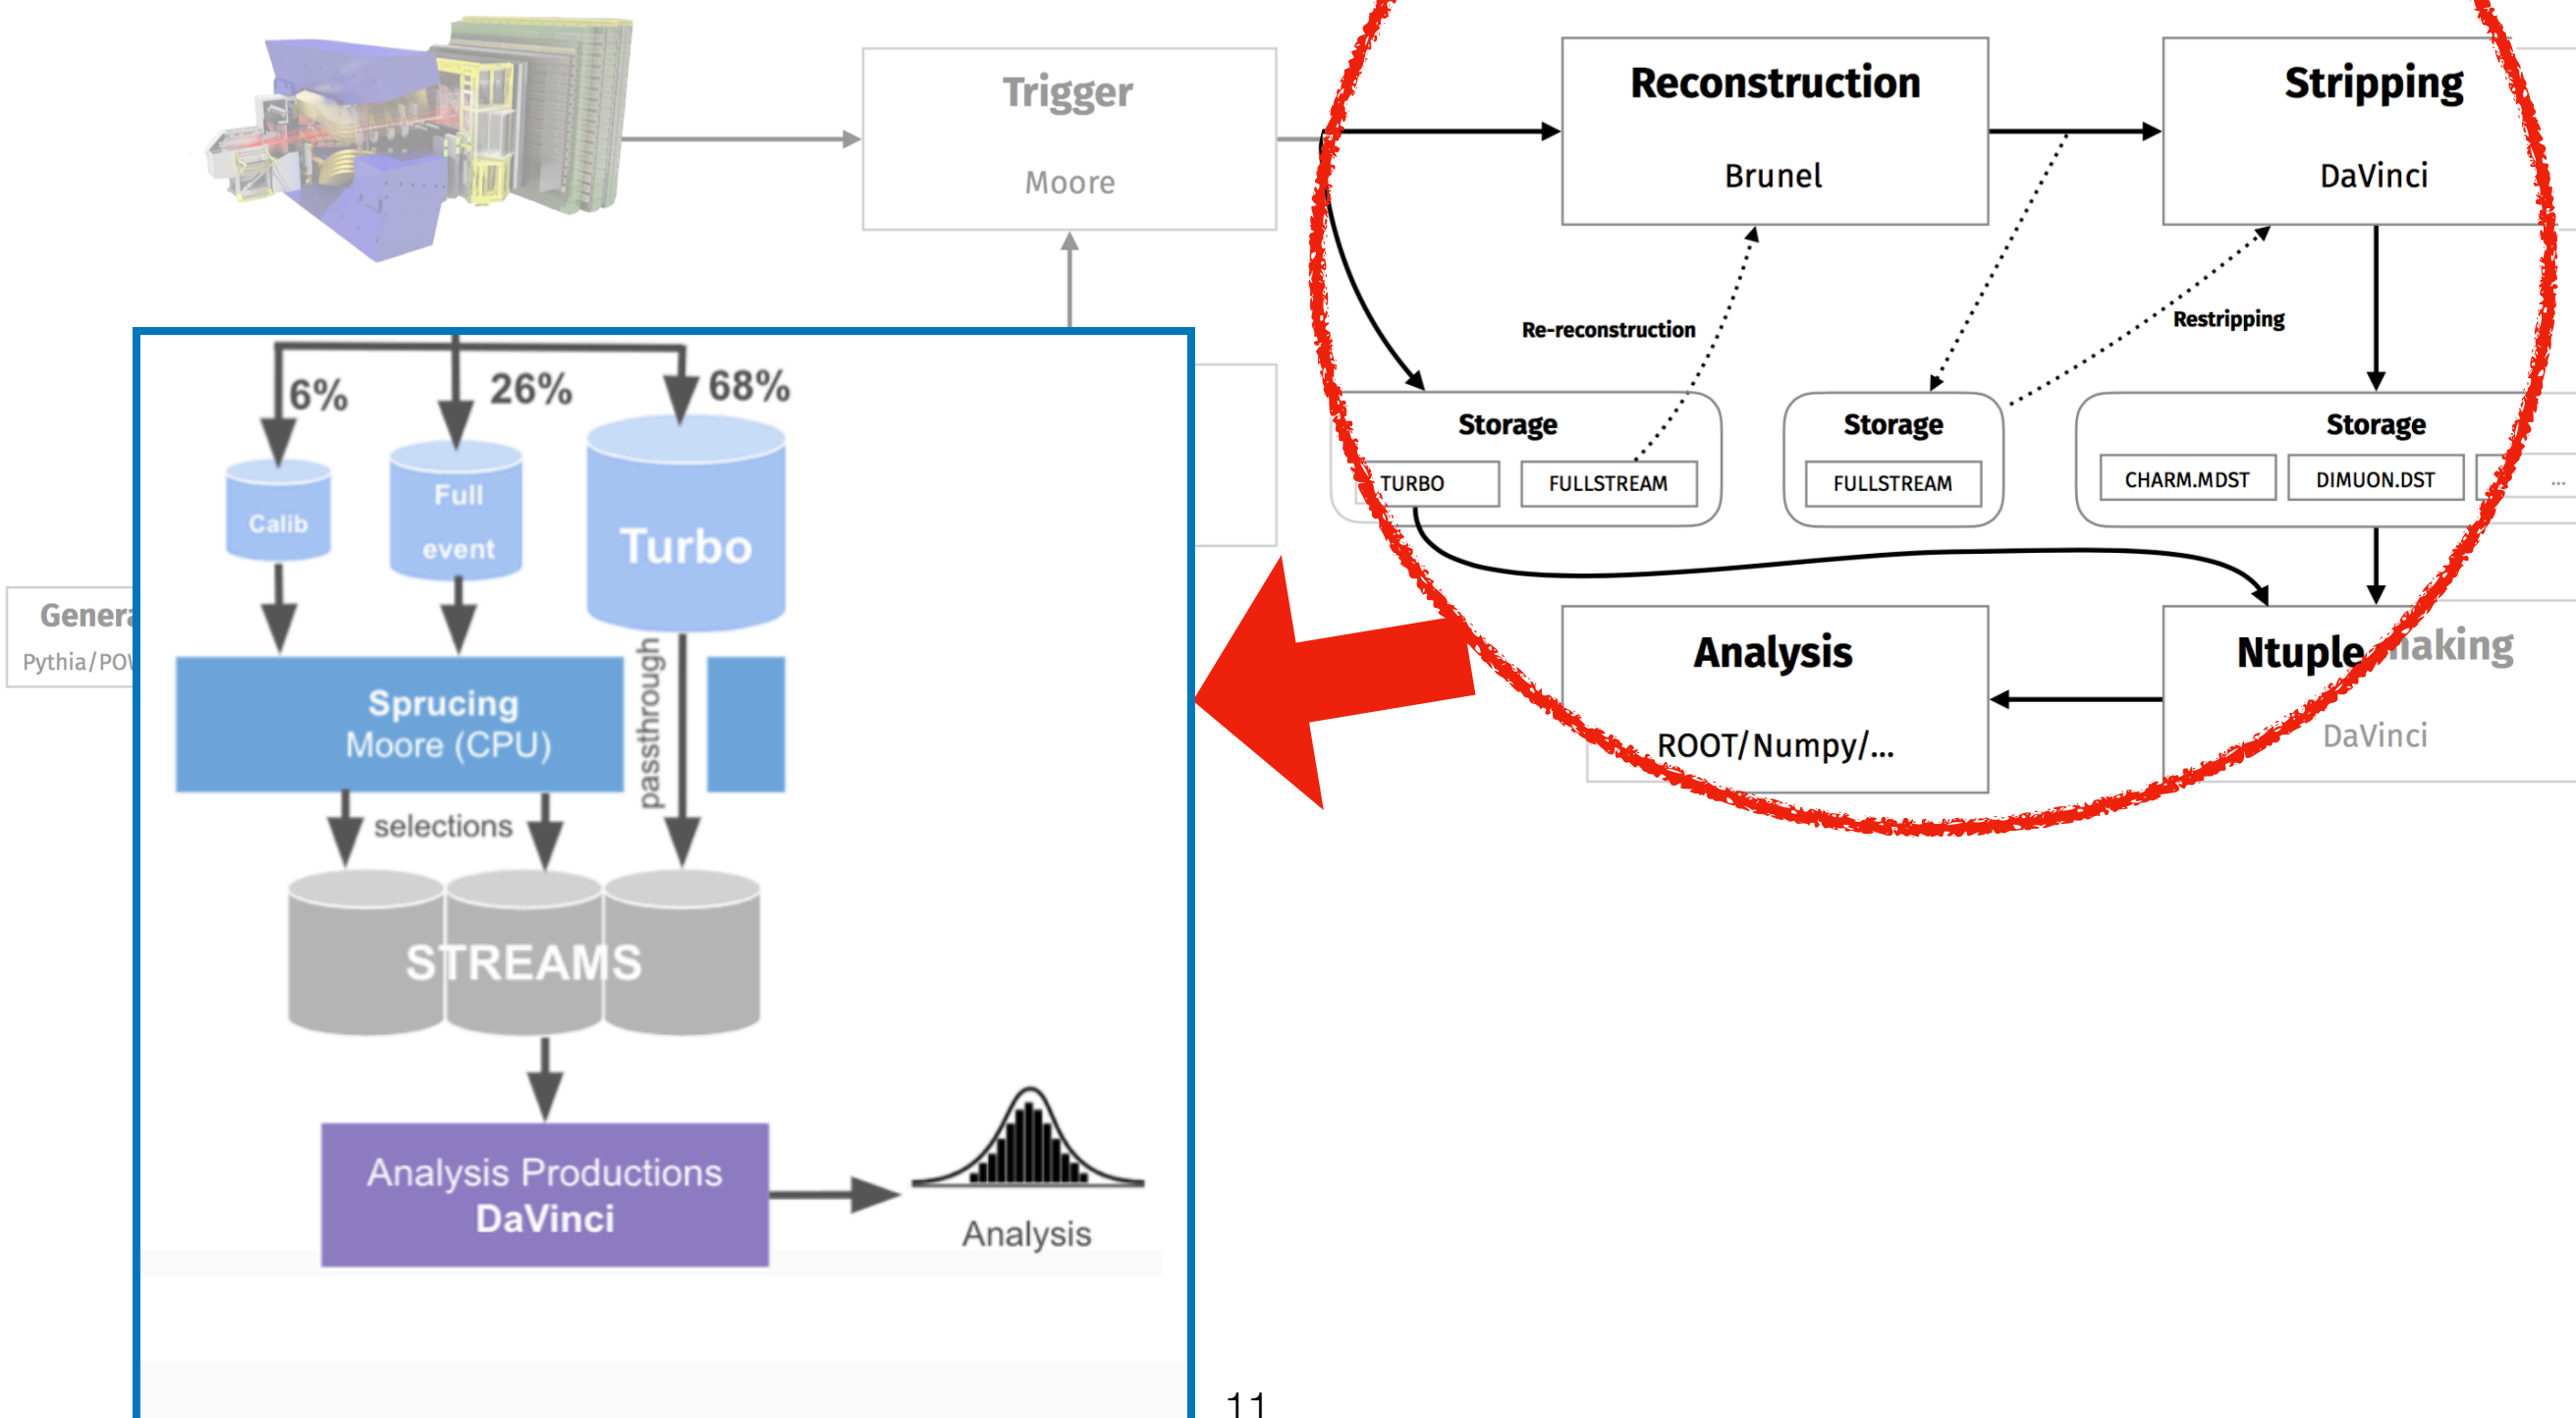 Trigger
Moore
Reconstruction
Brunel
Stripping
DaVinci
Re-reconstruction
Restripping
Storage
TURBO
FULLSTREAM
Storage
FULLSTREAM
Storage
CHARM.MDST
DIMUON.DST
...
Analysis
ROOT/Numpy/...
Ntuple making
DaVinci
6%
26%
68%
Calib
Full
event
Turbo
Sprucing
Moore (CPU)
passthrough
selections
STREAMS
Analysis Productions
DaVinci
Analysis
11